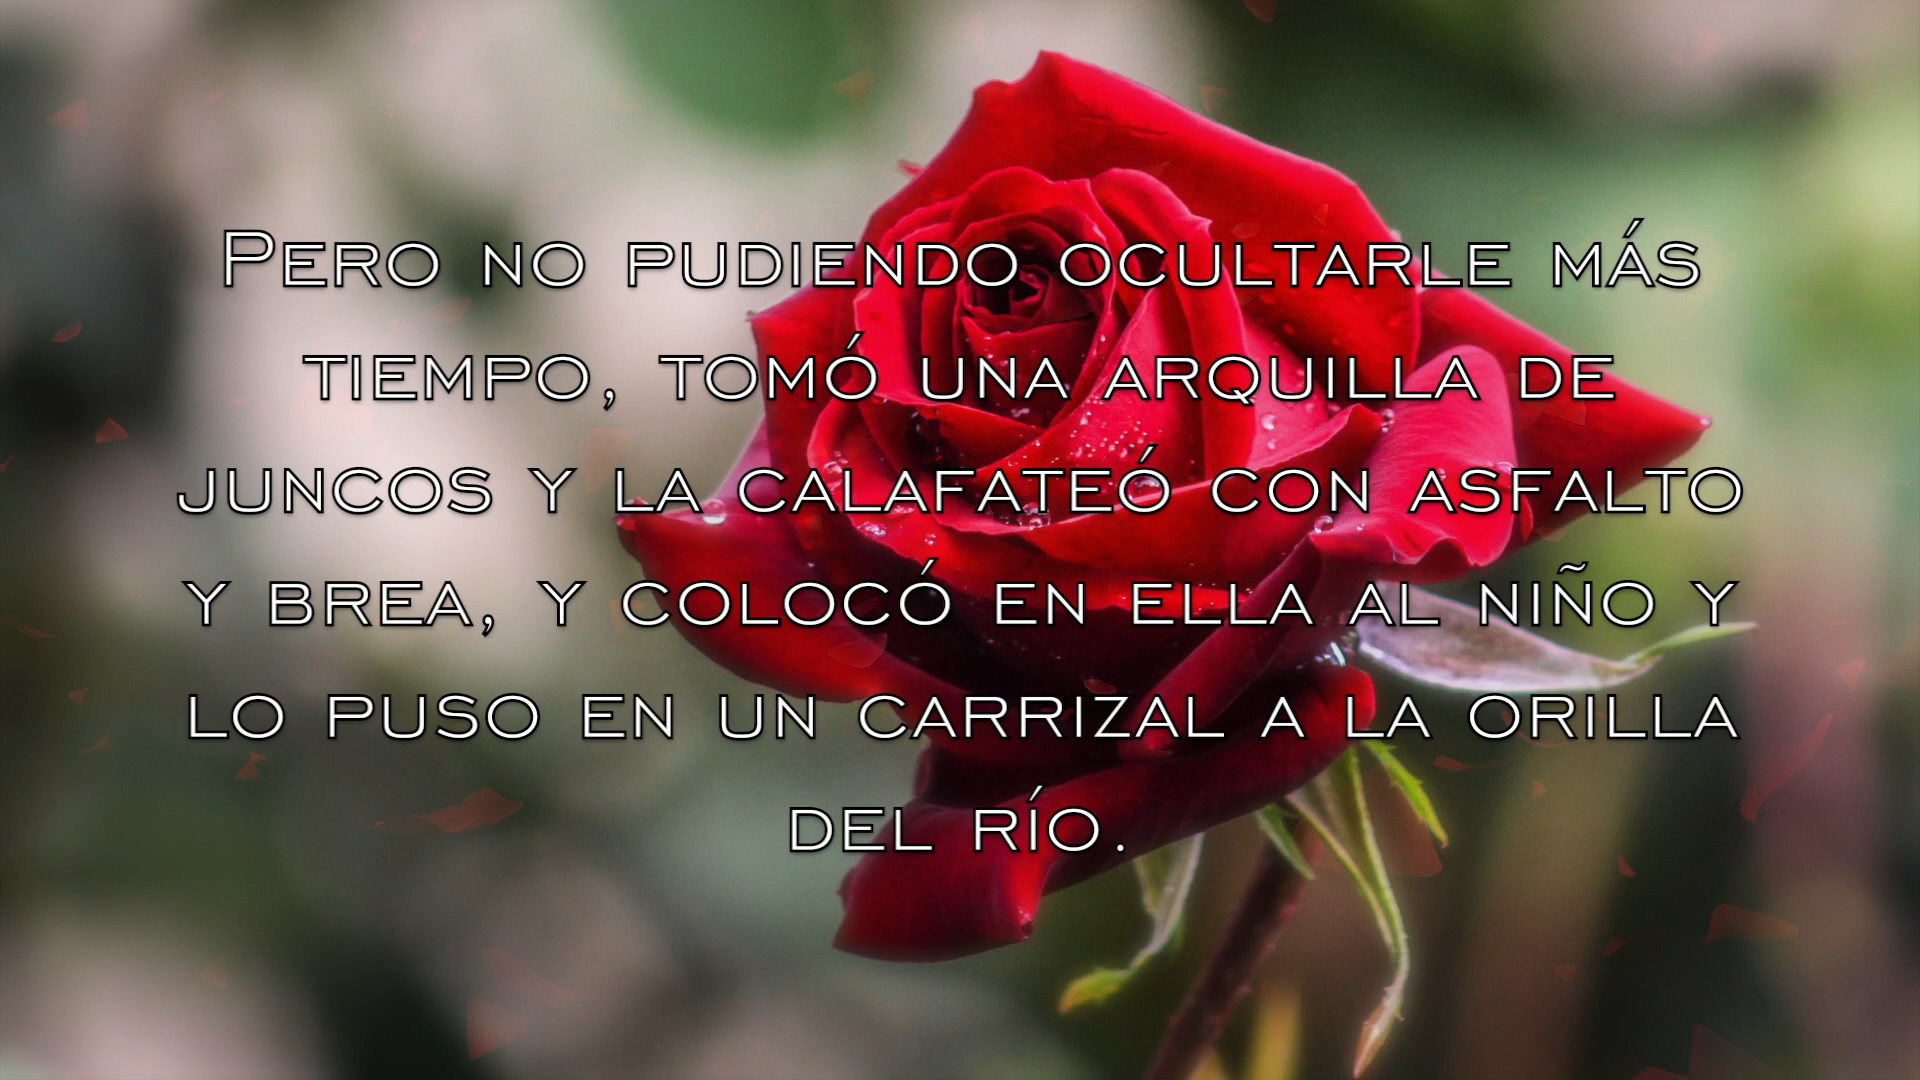 Pero no pudiendo ocultarle más
tiempo, tomó una arquilla de
juncos y la calafateó con asfalto
y brea, y colocó en ella al niño y
lo puso en un carrizal a la orilla
del río.